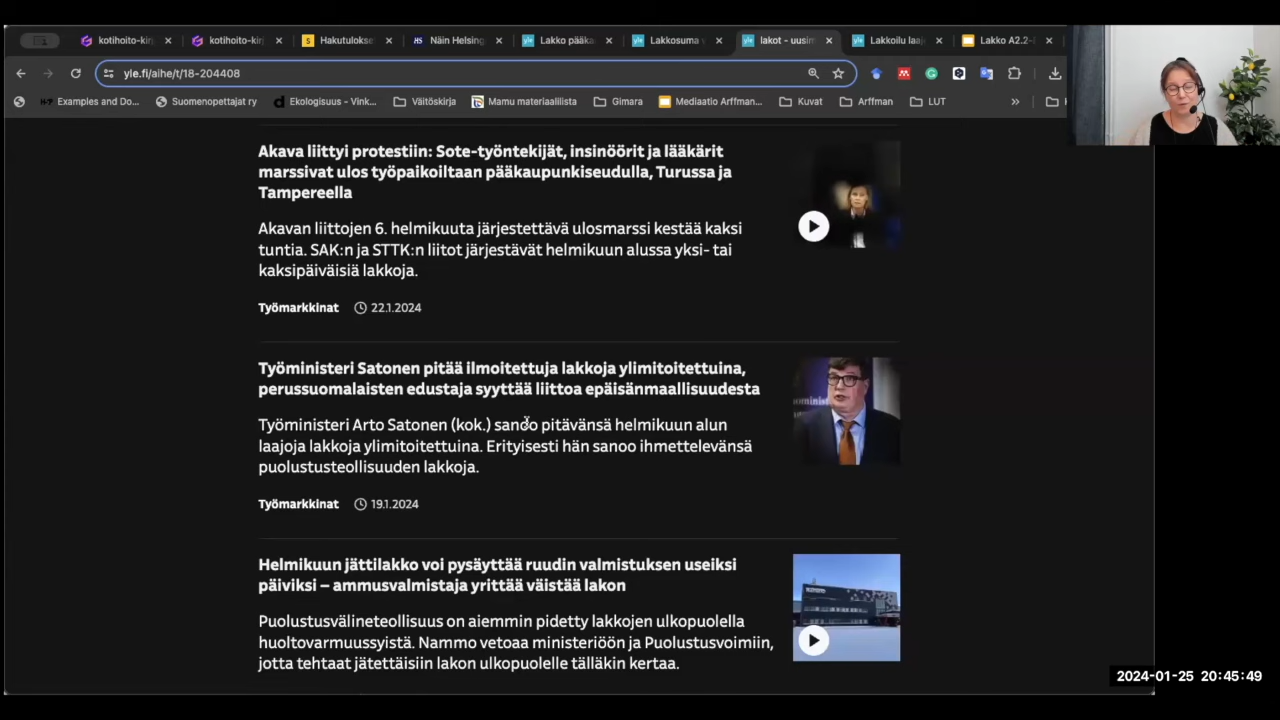 kotihoito-kir
kotihoito-kir
Hakutulokse
Näin Helsing
Lakko pääka
Lakkosuma y
lakot - uusim
Lakkoilu laaj
Lakko A2.2-
yle.fi/aihe/t/18-204408
Examples and Do...
Suomenopettajat ry
Ekologisuus - Vink...
Väitöskirja
Mamu materiaalilista
Gimara
Mediaatio Arffman...
Kuvat
Arffman
LUT
Akava liittyi protestiin: Sote-työntekijät, insinöörit ja lääkärit
marssivat ulos työpaikoiltaan pääkaupunkiseudulla, Turussa ja
Tampereella
Akavan liittojen 6. helmikuuta järjestettävä ulosmarssi kestää kaksi
tuntia. SAK:n ja STTK:n liitot järjestävät helmikuun alussa yksi- tai
kaksipäiväisiä lakkoja.
Työmarkkinat 22.1.2024
Työministeri Satonen pitää ilmoitettuja lakkoja ylimitoitettuina,
perussuomalaisten edustaja syyttää liittoa epäisänmaallisuudesta
Työministeri Arto Satonen (kok.) sanoo pitävänsä helmikuun alun
laajoja lakkoja ylimitoitettuina. Erityisesti hän sanoo ihmettelevänsä
puolustusteollisuuden lakkoja.
Työmarkkinat 19.1.2024
Helmikuun jättilakko voi pysäyttää ruudin valmistuksen useiksi
päiviksi – ammusvalmistaja yrittää väistää lakon
Puolustusvälineteollisuus on aiemmin pidetty lakkojen ulkopuolella
huoltovarmuussyistä. Nammo vetoaa ministeriöön ja Puolustusvoimiin,
jotta tehtaat jätettäisiin lakon ulkopuolelle tälläkin kertaa.
2024-01-25 20:45:49